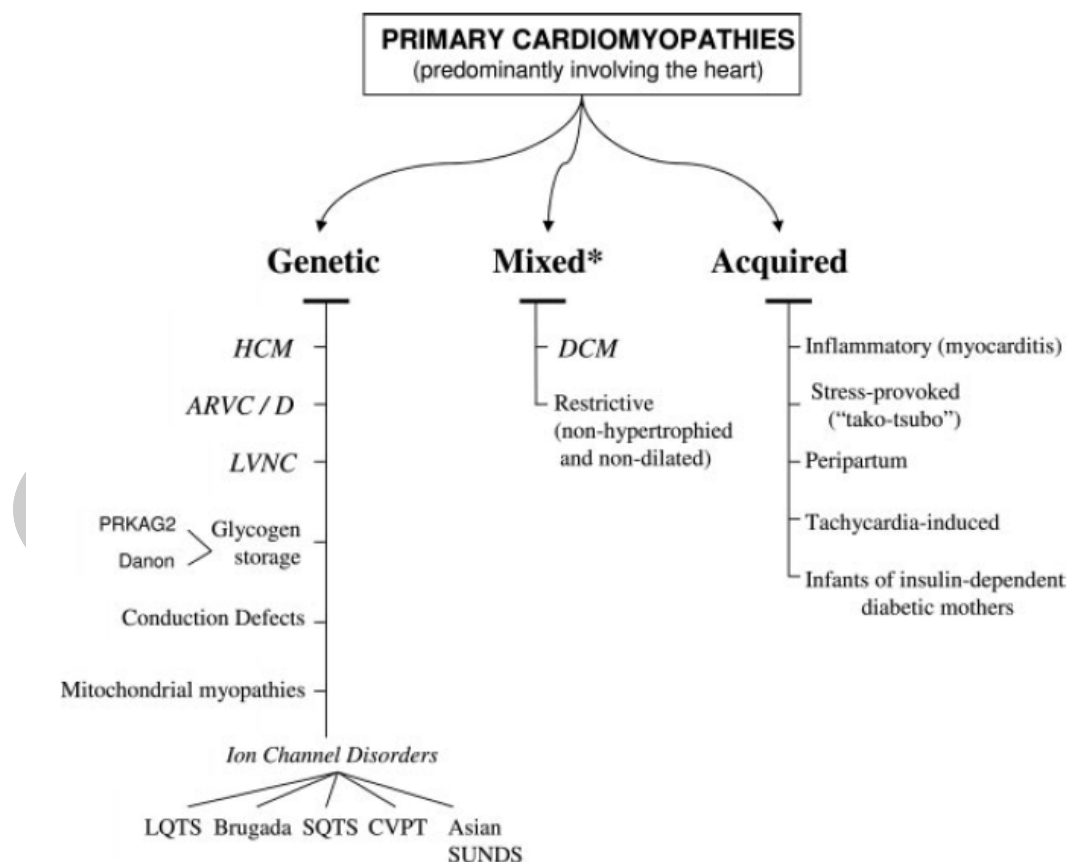 PRIMARY CARDIOMYOPATHIES
(predominantly involving the heart)
Genetic
HCM
ARVC / D
LVNC
PRKAG2
Danon
Glycogen
storage
Conduction Defects
Mitochondrial myopathies
Ion Channel Disorders
LQTS
Brugada
SQTS
CVPT
Asian
SUNDS
Mixed*
DCM
Restrictive
(non-hypertrophied
and non-dilated)
Acquired
Inflammatory (myocarditis)
Stress-provoked
(“tako-tsubo”)
Peripartum
Tachycardia-induced
Infants of insulin-dependent
diabetic mothers